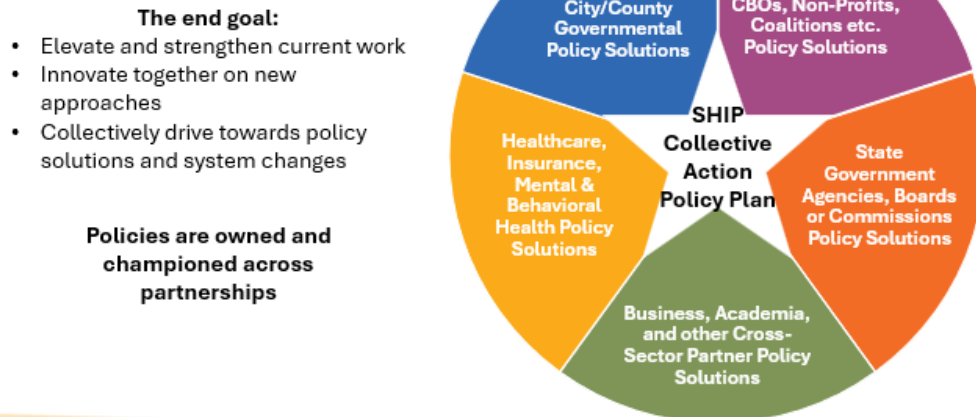 The end goal:
• Elevate and strengthen current work
• Innovate together on new
approaches
• Collectively drive towards policy
solutions and system changes
Policies are owned and
championed across
partnerships
City/County
Governmental
Policy Solutions
CBOs, Non-Profits,
Coalitions etc.
Policy Solutions
SHIP
Collective
Action
Policy Plan
Healthcare,
Insurance,
Mental &
Behavioral
Health Policy
Solutions
State
Government
Agencies, Boards
or Commissions
Policy Solutions
Business, Academia,
and other Cross-
Sector Partner Policy
Solutions